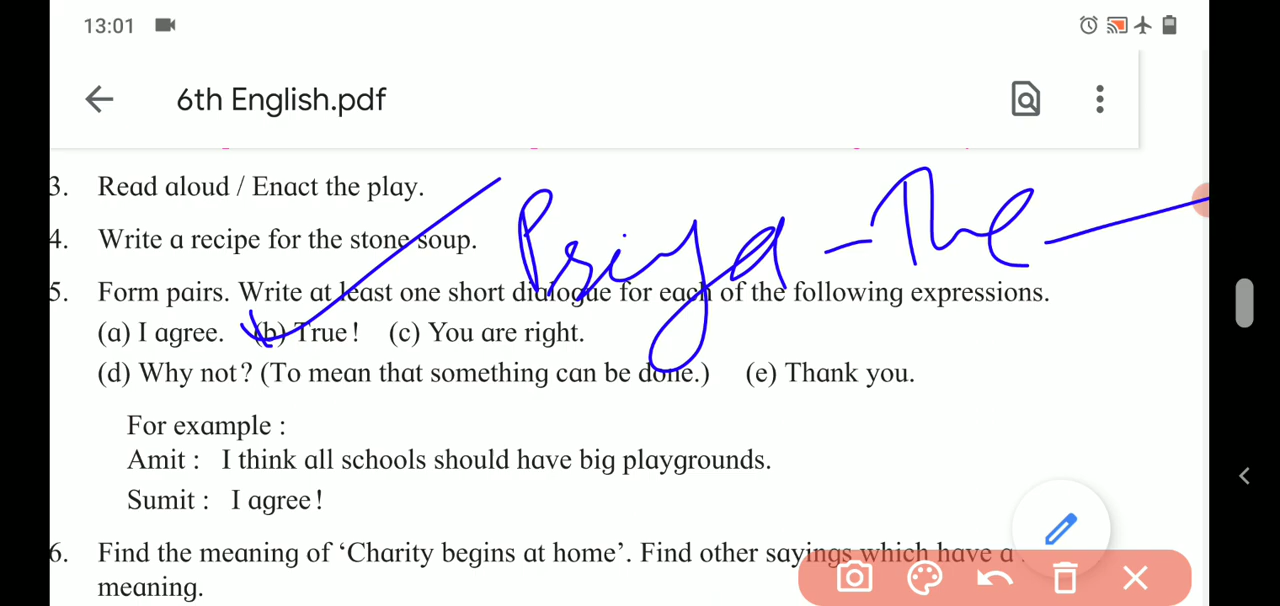 13:01
6th English.pdf
3. Read aloud / Enact the play.
4. Write a recipe for the stone soup.
Priya - The
5. Form pairs. Write at least one short dialogue for each of the following expressions.
(a) I agree. (b) True! (c) You are right.
(d) Why not? (To mean that something can be done.) (e) Thank you.
For example :
Amit : I think all schools should have big playgrounds.
Sumit : I agree!
6. Find the meaning of ‘Charity begins at home’. Find other sayings which have a
meaning.